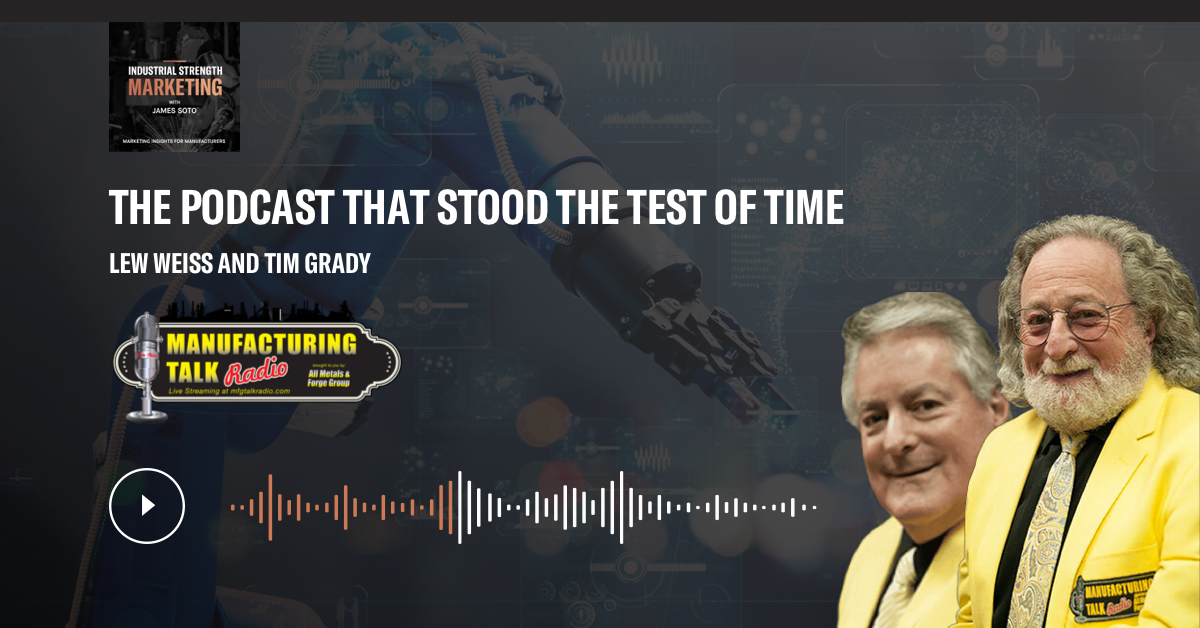 INDUSTRIAL STRENGTH
MARKETING
WITH
JAMES SOTO
MARKETING INSIGHTS FOR MANUFACTURERS
THE PODCAST THAT STOOD THE TEST OF TIME
LEW WEISS AND TIM GRADY
MANUFACTURING
TALK Radio
brought to you by:
All Metals &
Forge Group
Live Streaming at mfgtalkradio.com
MANUFACTURING
TALK Radio